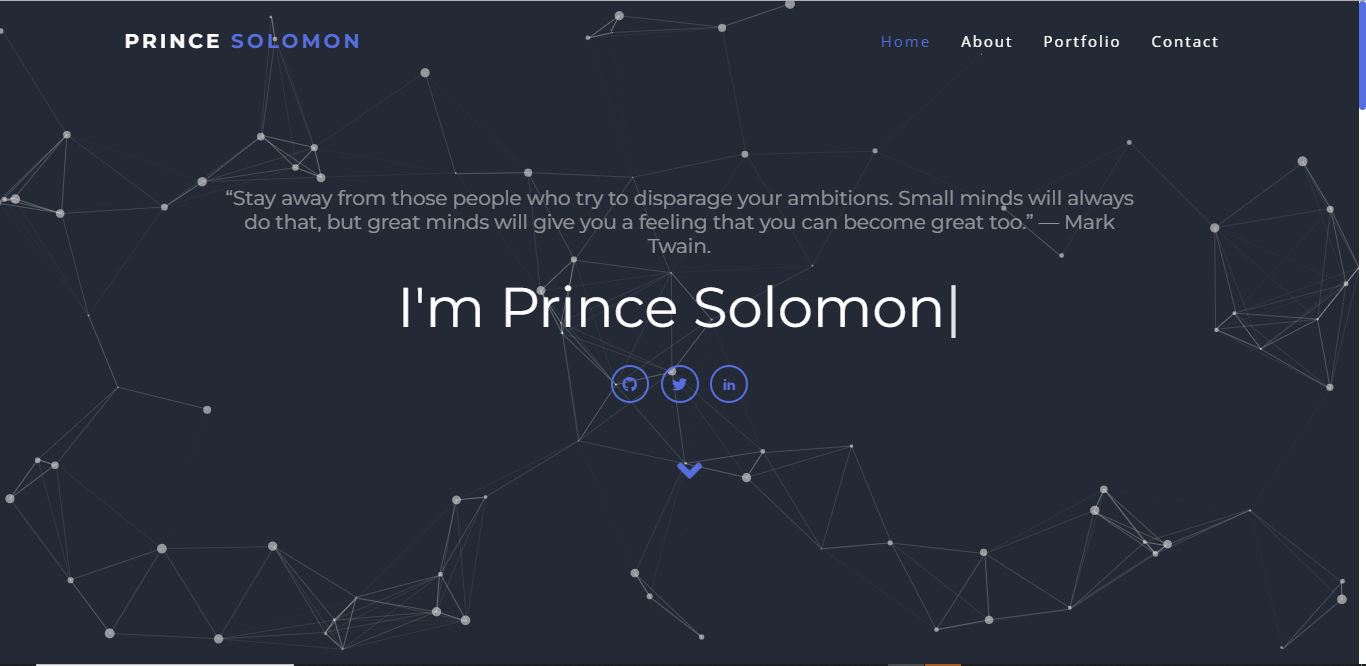 PRINCE SOLOMON
Home About Portfolio Contact
“Stay away from those people who try to disparage your ambitions. Small minds will always
do that, but great minds will give you a feeling that you can become great too.” — Mark
Twain.
I'm Prince Solomon|
in